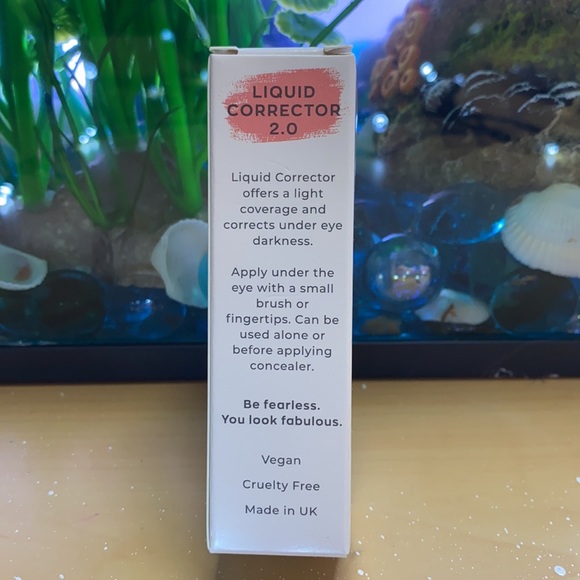 LIQUID
CORRECTOR
2.0
Liquid Corrector
offers a light
coverage and
corrects under eye
darkness.
Apply under the
eye with a small
brush or
fingertips. Can be
used alone or
before applying
concealer.
Be fearless.
You look fabulous.
Vegan
Cruelty Free
Made in UK